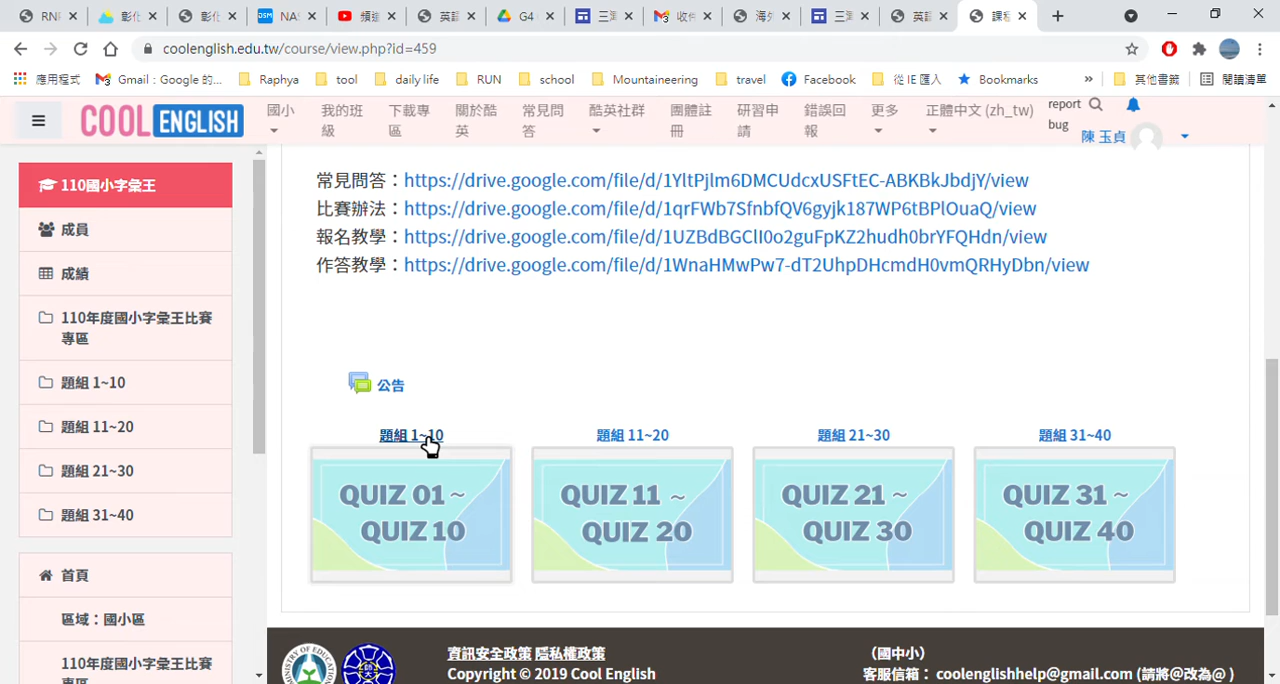 RNF
彰化
彰化
DSM
NAS
頻道
英語
G4
三
收件
海外
三
英語
課程
coolenglish.edu.tw/course/view.php?id=459
應用程式
Gmail：Google 的...
Raphya
tool
daily life
RUN
school
Mountaineering
travel
Facebook
從 IE 匯入
Bookmarks
»
其他書籤
閱讀清單
COOL ENGLISH
國小
我的班級
下載專區
關於酷英
常見問答
酷英社群
團體註冊
研習申請
錯誤回報
更多
正體中文 (zh_tw)
report bug
陳 玉貞
110國小字彙王
成員
成績
110年度國小字彙王比賽
專區
題組 1~10
題組 11~20
題組 21~30
題組 31~40
首頁
區域：國小區
110年度國小字彙王比賽
常見問答：https://drive.google.com/file/d/1YltPjlm6DMCUdcxUSFtEC-ABKBkJbdjY/view
比賽辦法：https://drive.google.com/file/d/1qrFWb7SfnbfQV6gyjk187WP6tBPlOuaQ/view
報名教學：https://drive.google.com/file/d/1UZBdBGClI0o2guFpKZ2hudh0brYFQHdn/view
作答教學：https://drive.google.com/file/d/1WnaHMwPw7-dT2UhpDHcmdH0vmQRHyDbn/view
公告
題組 1~10
題組 11~20
題組 21~30
題組 31~40
QUIZ 01 ~
QUIZ 10
QUIZ 11 ~
QUIZ 20
QUIZ 21 ~
QUIZ 30
QUIZ 31 ~
QUIZ 40
MINISTRY OF EDUCATION
資訊安全政策 隱私權政策
Copyright © 2019 Cool English
（國中小）
客服信箱： coolenglishhelp@gmail.com (請將＠改為@ )